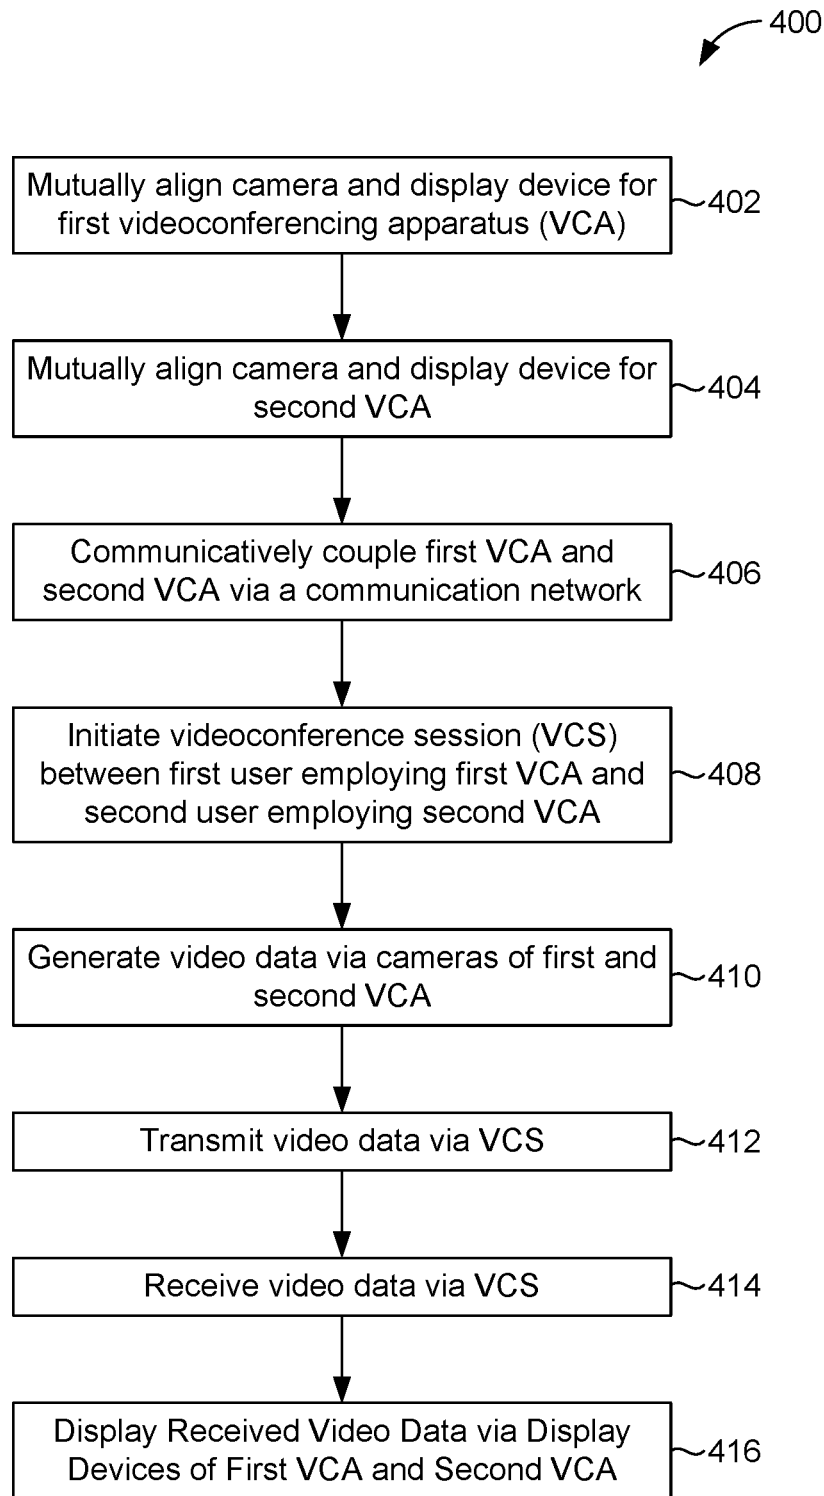 400
Mutually align camera and display device for
first videoconferencing apparatus (VCA)
402
Mutually align camera and display device for
second VCA
404
Communicatively couple first VCA and
second VCA via a communication network
406
Initiate videoconference session (VCS)
between first user employing first VCA and
second user employing second VCA
408
Generate video data via cameras of first and
second VCA
410
Transmit video data via VCS
412
Receive video data via VCS
414
Display Received Video Data via Display
Devices of First VCA and Second VCA
416